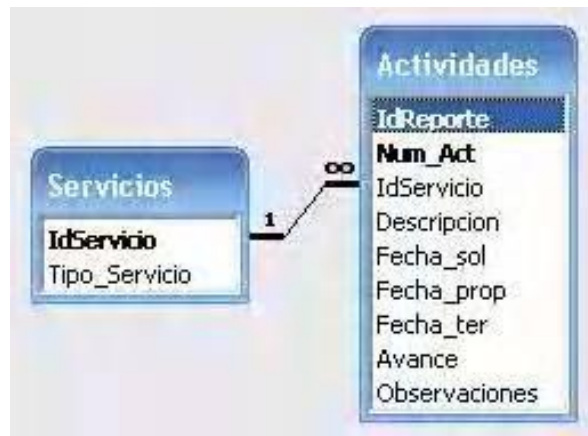 Servicios
IdServicio
Tipo_Servicio
1
∞
Actividades
IdReporte
Num_Act
IdServicio
Descripcion
Fecha_sol
Fecha_prop
Fecha_ter
Avance
Observaciones